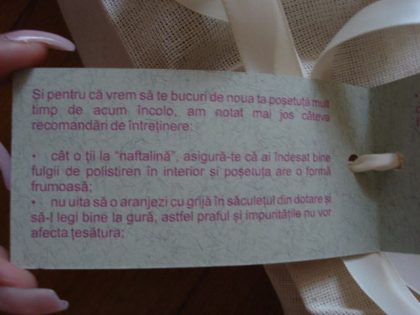 Și pentru că vrem să te bucuri de noua ta poșetuță mult
timp de acum încolo, am notat mai jos câteva
recomandări de întreținere:
• cât o ții la "naftalină", asigură-te că ai îndesat bine
fulgii de polistiren în interior și poșetuța are o formă
frumoasă;
• nu uita să o aranjezi cu grijă în săculețul din dotare și
să-l legi bine la gură, astfel praful și impuritățile nu vor
afecta țesătura;